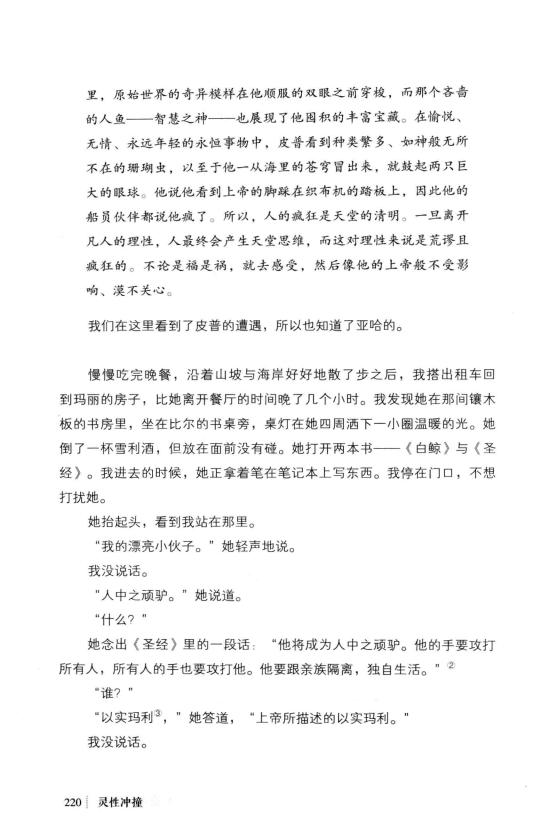 里，原始世界的奇异模样在他顺服的双眼之前穿梭，而那个吝啬
的人鱼——智慧之神——也展现了他囤积的丰富宝藏。在愉悦、
无情、永远年轻的永恒事物中，皮普看到种类繁多、如神般无所
不在的珊瑚虫，以至于他一从海里的苍穹冒出来，就鼓起两只巨
大的眼球。他说他看到上帝的脚踩在织布机的踏板上，因此他的
船员伙伴都说他疯了。所以，人的疯狂是天堂的清明。一旦离开
凡人的理性，人最终会产生天堂思维，而这对理性来说是荒谬且
疯狂的。不论是福是祸，就去感受，然后像他的上帝般不受影
响、漠不关心。
我们在这里看到了皮普的遭遇，所以也知道了亚哈的。
慢慢吃完晚餐，沿着山坡与海岸好好地散了步之后，我搭出租车回
到玛丽的房子，比她离开餐厅的时间晚了几个小时。我发现她在那间镶木
板的书房里，坐在比尔的书桌旁，桌灯在她四周洒下一小圈温暖的光。她
倒了一杯雪利酒，但放在面前没有碰。她打开两本书——《白鲸》与《圣
经》。我进去的时候，她正拿着笔在笔记本上写东西。我停在门口，不想
打扰她。
她抬起头，看到我站在那里。
“我的漂亮小伙子。”她轻声地说。
我没说话。
“人中之顽驴。”她说道。
“什么？”
她念出《圣经》里的一段话：“他将成为人中之顽驴。他的手要攻打
所有人，所有人的手也要攻打他。他要跟亲族隔离，独自生活。”②
“谁？”
“以实玛利③，”她答道，“上帝所描述的以实玛利。”
我没说话。
220 灵性冲撞